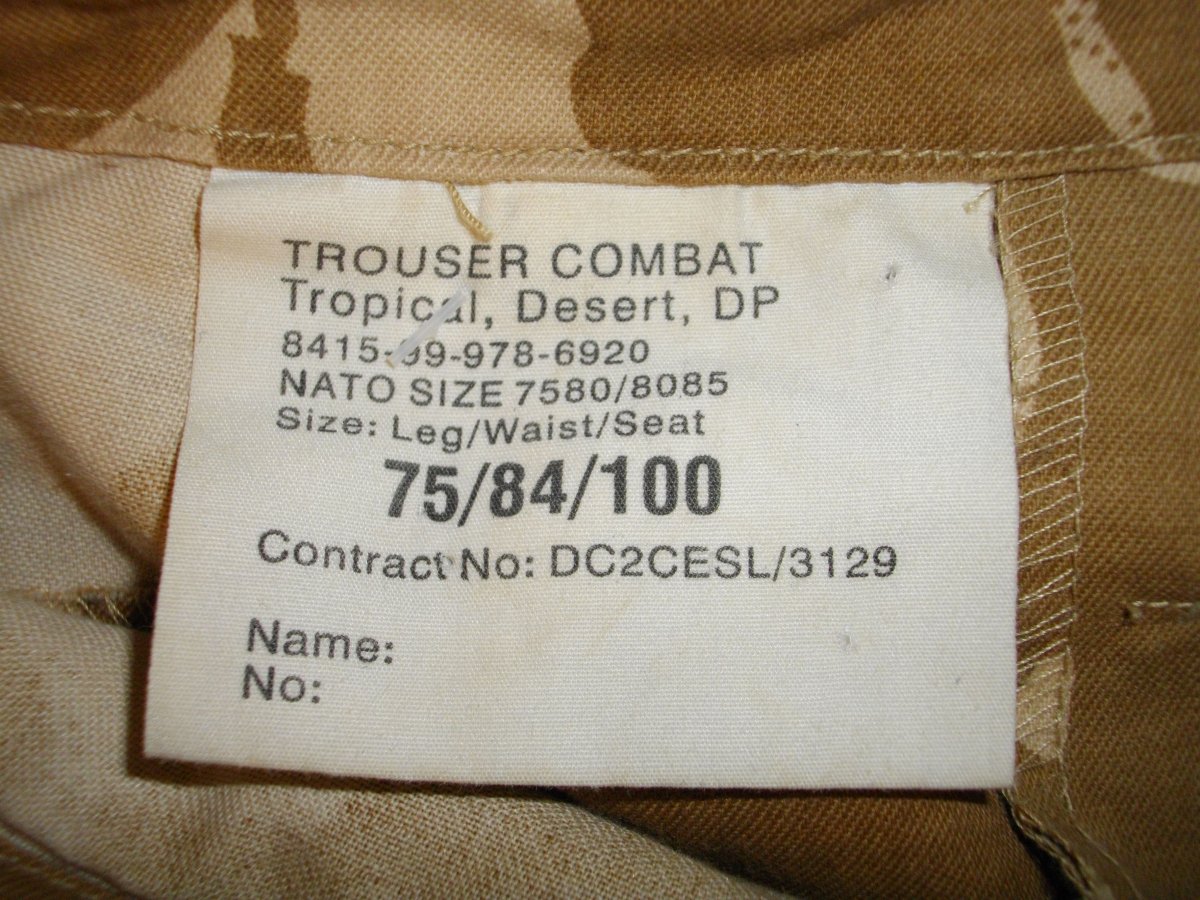 TROUSER COMBAT
Tropical, Desert, DP
8415-99-978-6920
NATO SIZE 7580/8085
Size: Leg/Waist/Seat
75/84/100
Contract No: DC2CESL/3129
Name:
No: